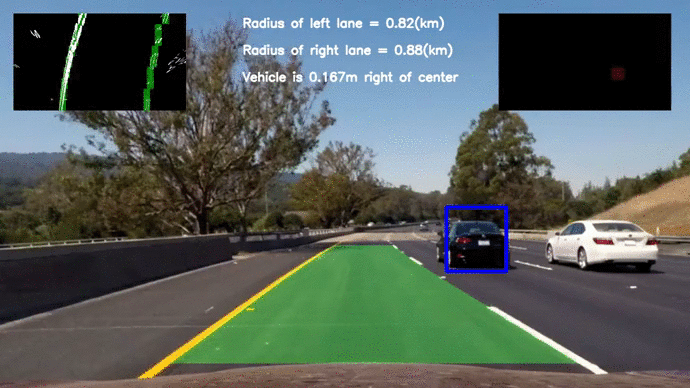 Radius of left lane = 0.82(km)
Radius of right lane = 0.88(km)
Vehicle is 0.167m right of center